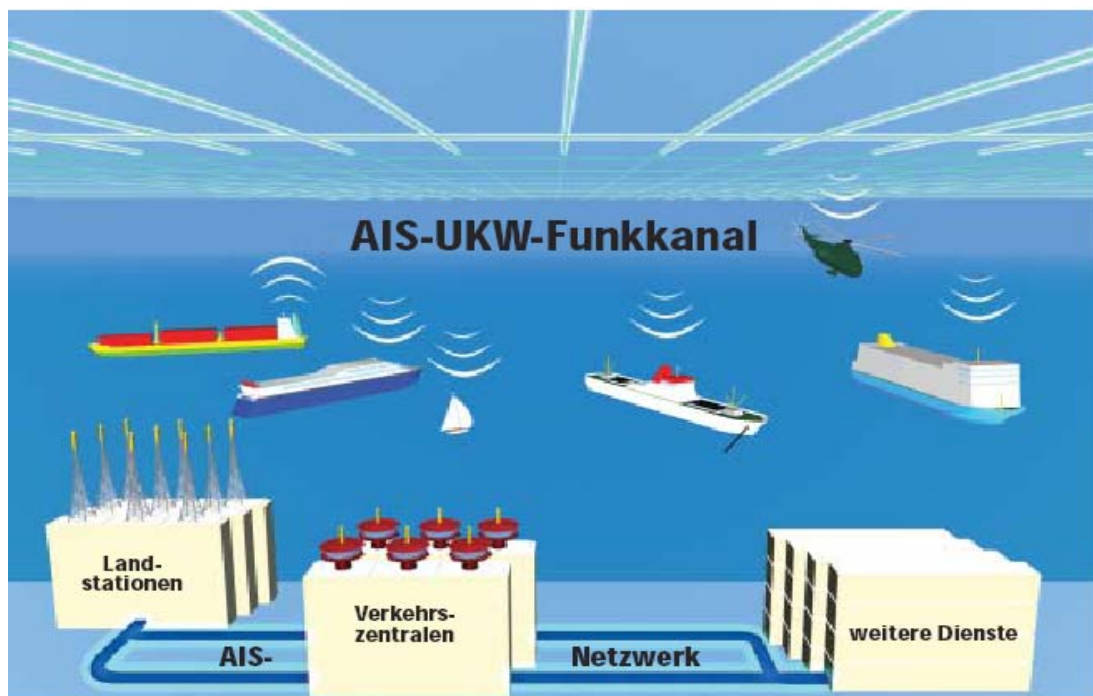 AIS-UKW-Funkkanal
Land-
stationen
Verkehrs-
zentralen
weitere Dienste
AIS-
Netzwerk